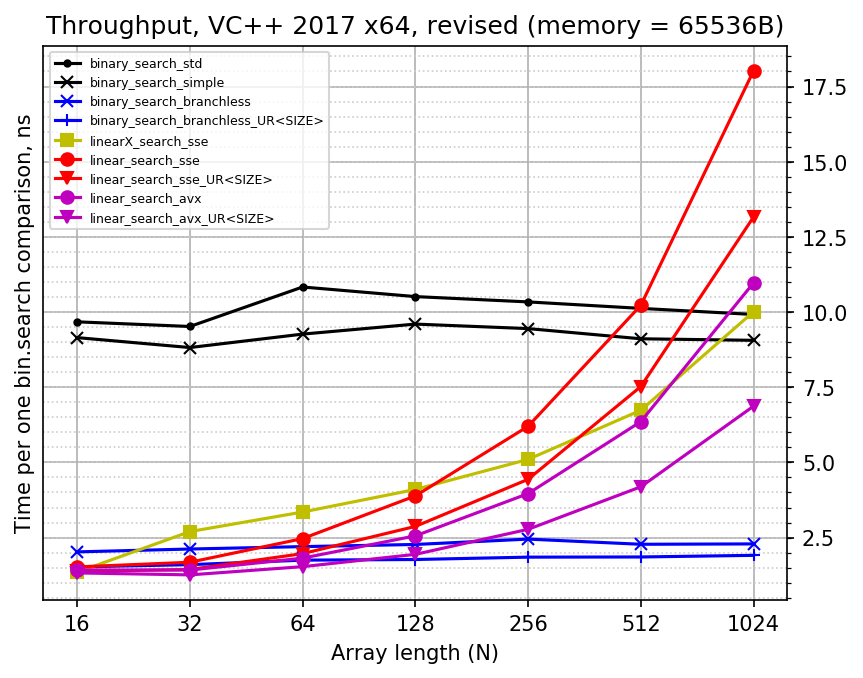 Throughput, VC++ 2017 x64, revised (memory = 65536B)
binary_search_std
binary_search_simple
binary_search_branchless
binary_search_branchless_UR<SIZE>
linearX_search_sse
linear_search_sse
linear_search_sse_UR<SIZE>
linear_search_avx
linear_search_avx_UR<SIZE>
Time per one bin.search comparison, ns
17.5
15.0
12.5
10.0
7.5
5.0
2.5
16 32 64 128 256 512 1024
Array length (N)